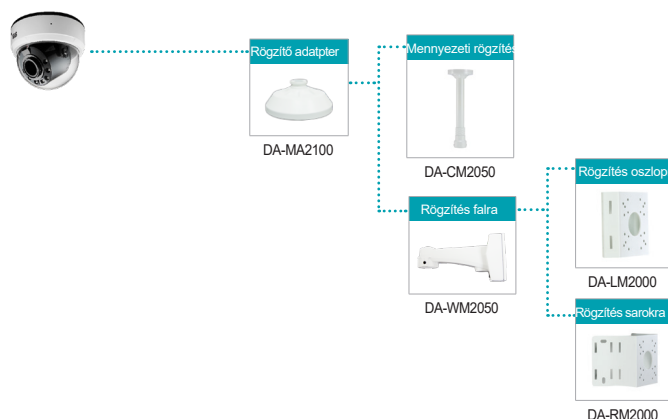 Rögzítő adatpter
DA-MA2100
Mennyezeti rögzítés
DA-CM2050
Rögzítés falra
DA-WM2050
Rögzítés oszlop
DA-LM2000
Rögzítés sarokra
DA-RM2000